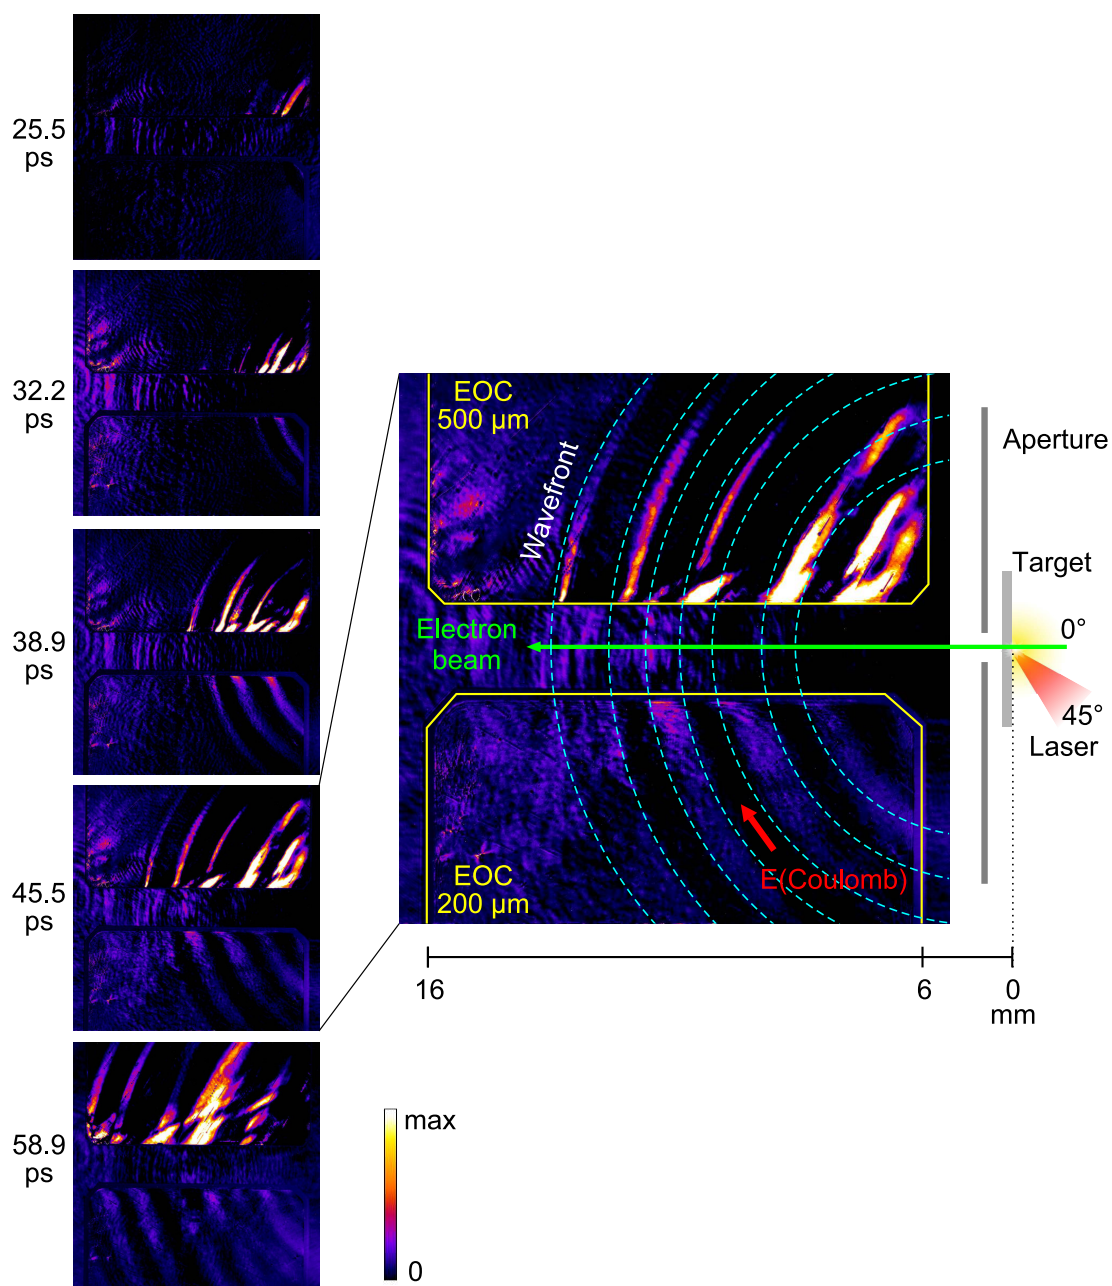 25.5
ps
32.2
ps
38.9
ps
45.5
ps
58.9
ps
EOC
500 µm
Wavefront
Electron
beam
EOC
200 µm
E(Coulomb)
Aperture
Target
0°
45°
Laser
16
6
0
mm
max
0